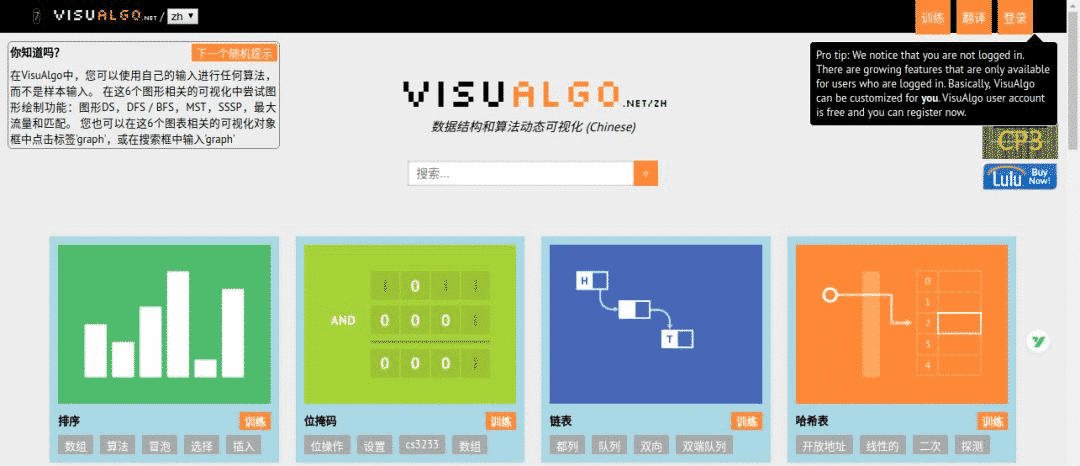 7 VISUALGO.NET / zh
训练 翻译 登录
你知道吗?
下一个随机提示
在VisuAlgo中，您可以使用自己的输入进行任何算法，
而不是样本输入。 在这6个图形相关的可视化中尝试图
形绘制功能：图形DS，DFS / BFS，MST，SSSP，最大
流量和匹配。 您也可以在这6个图表相关的可视化对象
框中点击标签'graph'，或在搜索框中输入'graph'
VISUALGO.NET/ZH
数据结构和算法动态可视化 (Chinese)
搜索...
Pro tip: We notice that you are not logged in.
There are growing features that are only available
for users who are logged in. Basically, VisuAlgo
can be customized for you. VisuAlgo user account
is free and you can register now.
CP3
Lulu Buy Now!
1 0 1 1
AND 0 0 0 1
0 0 0 1
H
T
0
1
2
3
4
排序 训练
数组 算法 冒泡 选择 插入
位掩码 训练
位操作 设置 cs3233 数组
链表 训练
都列 队列 双向 双端队列
哈希表 训练
开放地址 线性的 二次 探测